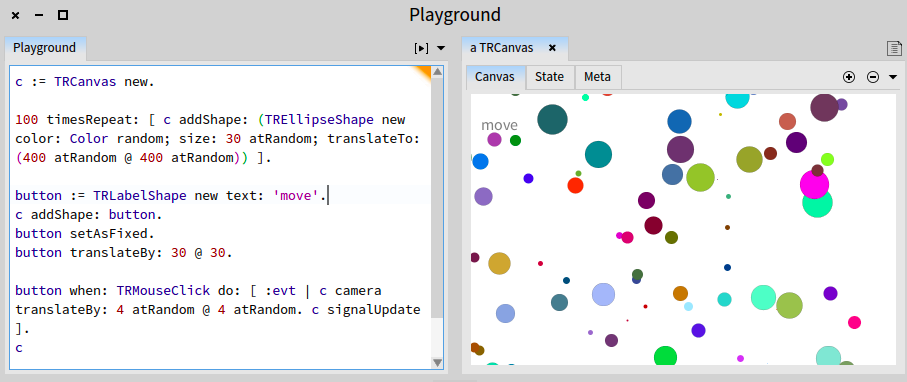 Playground
Playground
c := TRCanvas new.
100 timesRepeat: [ c addShape: (TREllipseShape new
color: Color random; size: 30 atRandom; translateTo:
(400 atRandom @ 400 atRandom)) ].
button := TRLabelShape new text: 'move'.
c addShape: button.
button setAsFixed.
button translateBy: 30 @ 30.
button when: TRMouseClick do: [ :evt | c camera
translateBy: 4 atRandom @ 4 atRandom. c signalUpdate
].
c
a TRCanvas
Canvas State Meta
move